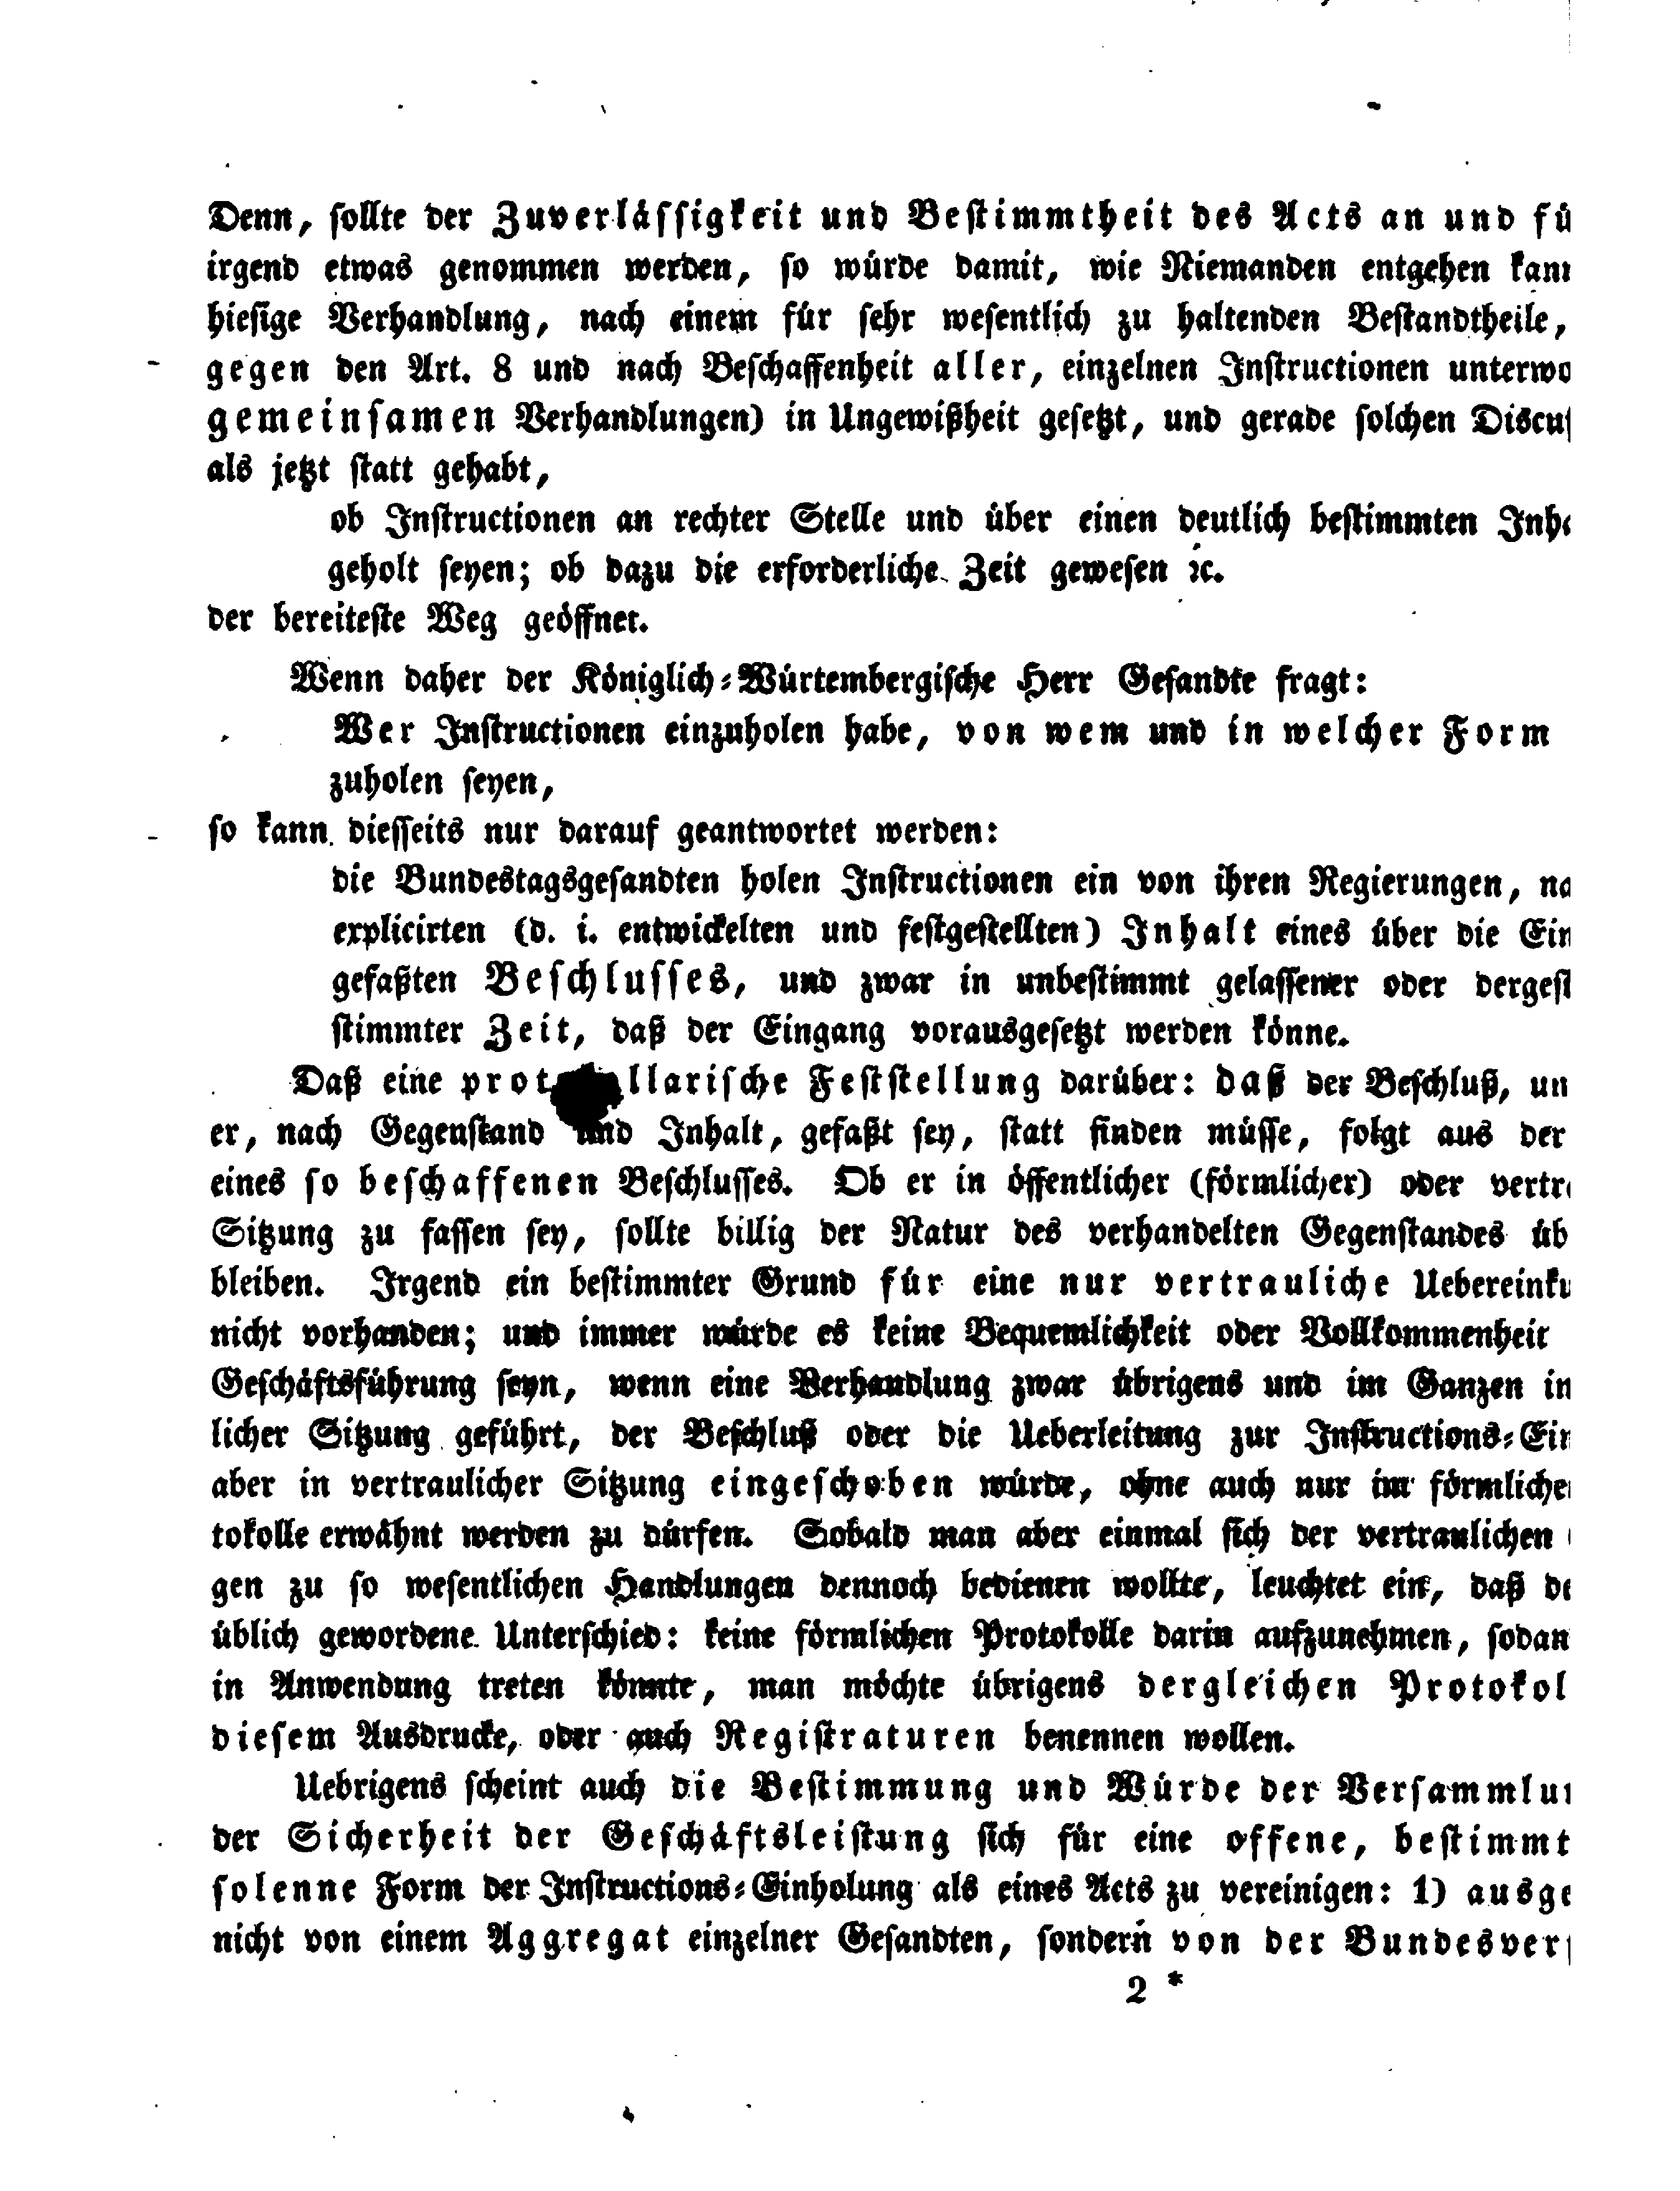 Denn, sollte der Zuverlässigkeit und Bestimmtheit des Acts an und fü
irgend etwas genommen werden, so würde damit, wie Niemanden entgehen kann
hiesige Verhandlung, nach einem für sehr wesentlich zu haltenden Bestandtheile,
gegen den Art. 8 und nach Beschaffenheit aller, einzelnen Instructionen unterwo
gemeinsamen Verhandlungen) in Ungewißheit gesetzt, und gerade solchen Discus
als jetzt statt gehabt,
ob Instructionen an rechter Stelle und über einen deutlich bestimmten Inha
geholt seyen; ob dazu die erforderliche Zeit gewesen ꝛc.
der bereiteste Weg geöffnet.
Wenn daher der Königlich-Würtembergische Herr Gesandte fragt:
Wer Instructionen einzuholen habe, von wem und in welcher Form
zuholen seyen,
so kann diesseits nur darauf geantwortet werden:
die Bundestagsgesandten holen Instructionen ein von ihren Regierungen, na
explicirten (d. i. entwickelten und festgestellten) Inhalt eines über die Ein
gefaßten Beschlusses, und zwar in unbestimmt gelassener oder dergest
stimmter Zeit, daß der Eingang vorausgesetzt werden könne.
Daß eine prot llarische Feststellung darüber: daß der Beschluß, un
er, nach Gegenstand und Inhalt, gefaßt sey, statt finden müsse, folgt aus der
eines so beschaffenen Beschlusses. Ob er in öffentlicher (förmlicher) oder vertra
Sitzung zu fassen sey, sollte billig der Natur des verhandelten Gegenstandes üb
bleiben. Irgend ein bestimmter Grund für eine nur vertrauliche Uebereinku
nicht vorhanden; und immer würde es keine Bequemlichkeit oder Vollkommenheit
Geschäftsführung seyn, wenn eine Verhandlung zwar übrigens und im Ganzen in
licher Sitzung geführt, der Beschluß oder die Ueberleitung zur Instructions-Ein
aber in vertraulicher Sitzung eingeschoben würde, ohne auch nur im förmlichen
tokolle erwähnt werden zu dürfen. Sobald man aber einmal sich der vertraulichen
gen zu so wesentlichen Handlungen dennoch bedienen wollte, leuchtet ein, daß de
üblich gewordene Unterschied: keine förmlichen Protokolle darin aufzunehmen, sodan
in Anwendung treten könnte, man möchte übrigens dergleichen Protokol
diesem Ausdrucke, oder auch Registraturen benennen wollen.
Uebrigens scheint auch die Bestimmung und Würde der Versammlun
der Sicherheit der Geschäftsleistung sich für eine offene, bestimmt
solenne Form der Instructions-Einholung als eines Acts zu vereinigen: 1) ausge
nicht von einem Aggregat einzelner Gesandten, sondern von der Bundesvers
2 *